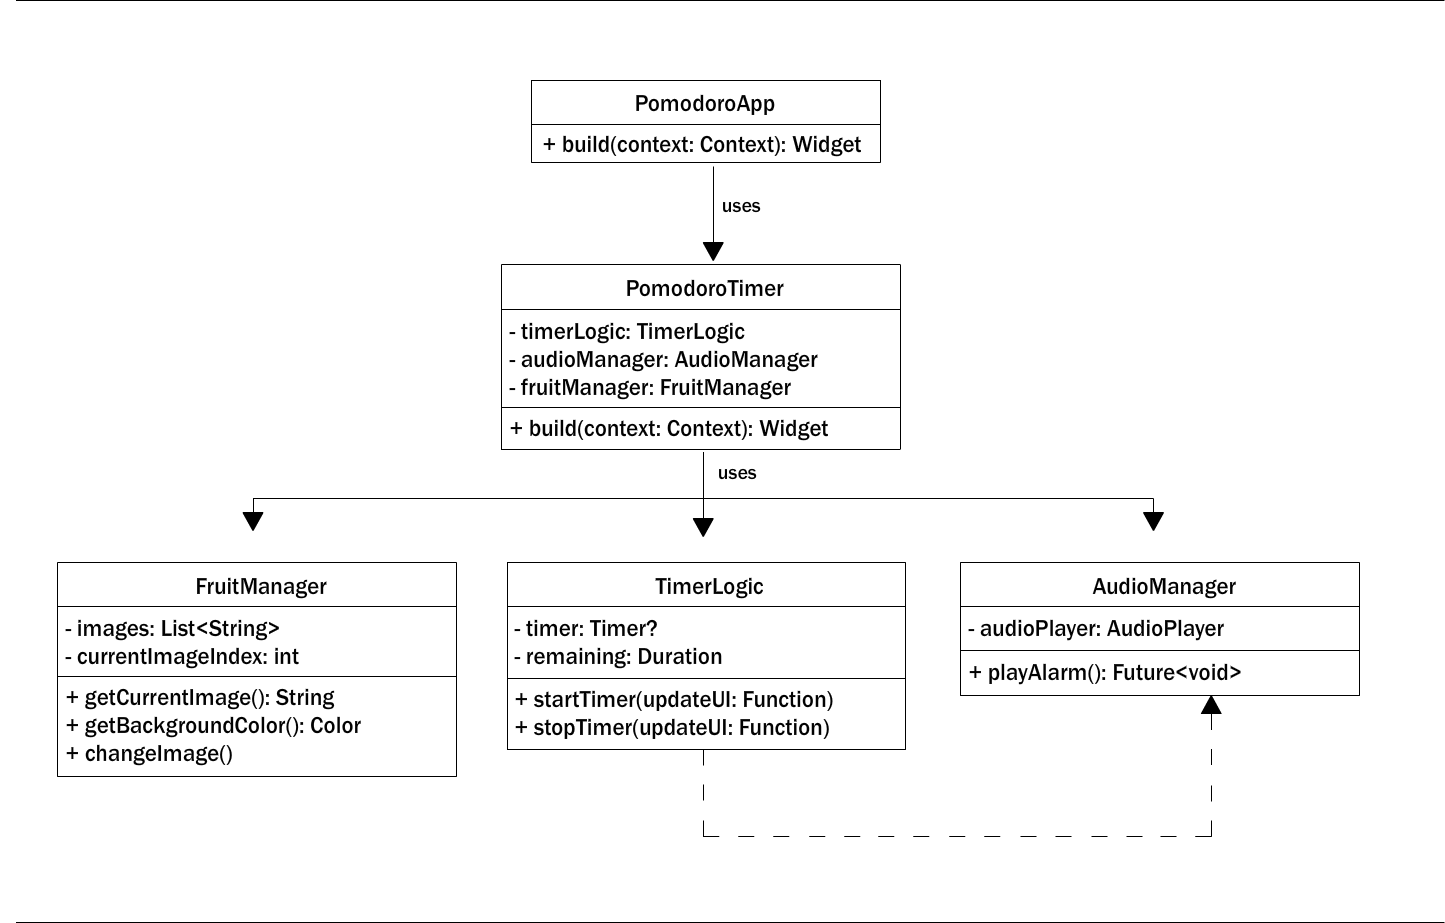 PomodoroApp
+ build(context: Context): Widget
uses
PomodoroTimer
- timerLogic: TimerLogic
- audioManager: AudioManager
- fruitManager: FruitManager
+ build(context: Context): Widget
uses
FruitManager
- images: List<String>
- currentImageIndex: int
+ getCurrentImage(): String
+ getBackgroundColor(): Color
+ changeImage()
TimerLogic
- timer: Timer?
- remaining: Duration
+ startTimer(updateUI: Function)
+ stopTimer(updateUI: Function)
AudioManager
- audioPlayer: AudioPlayer
+ playAlarm(): Future<void>